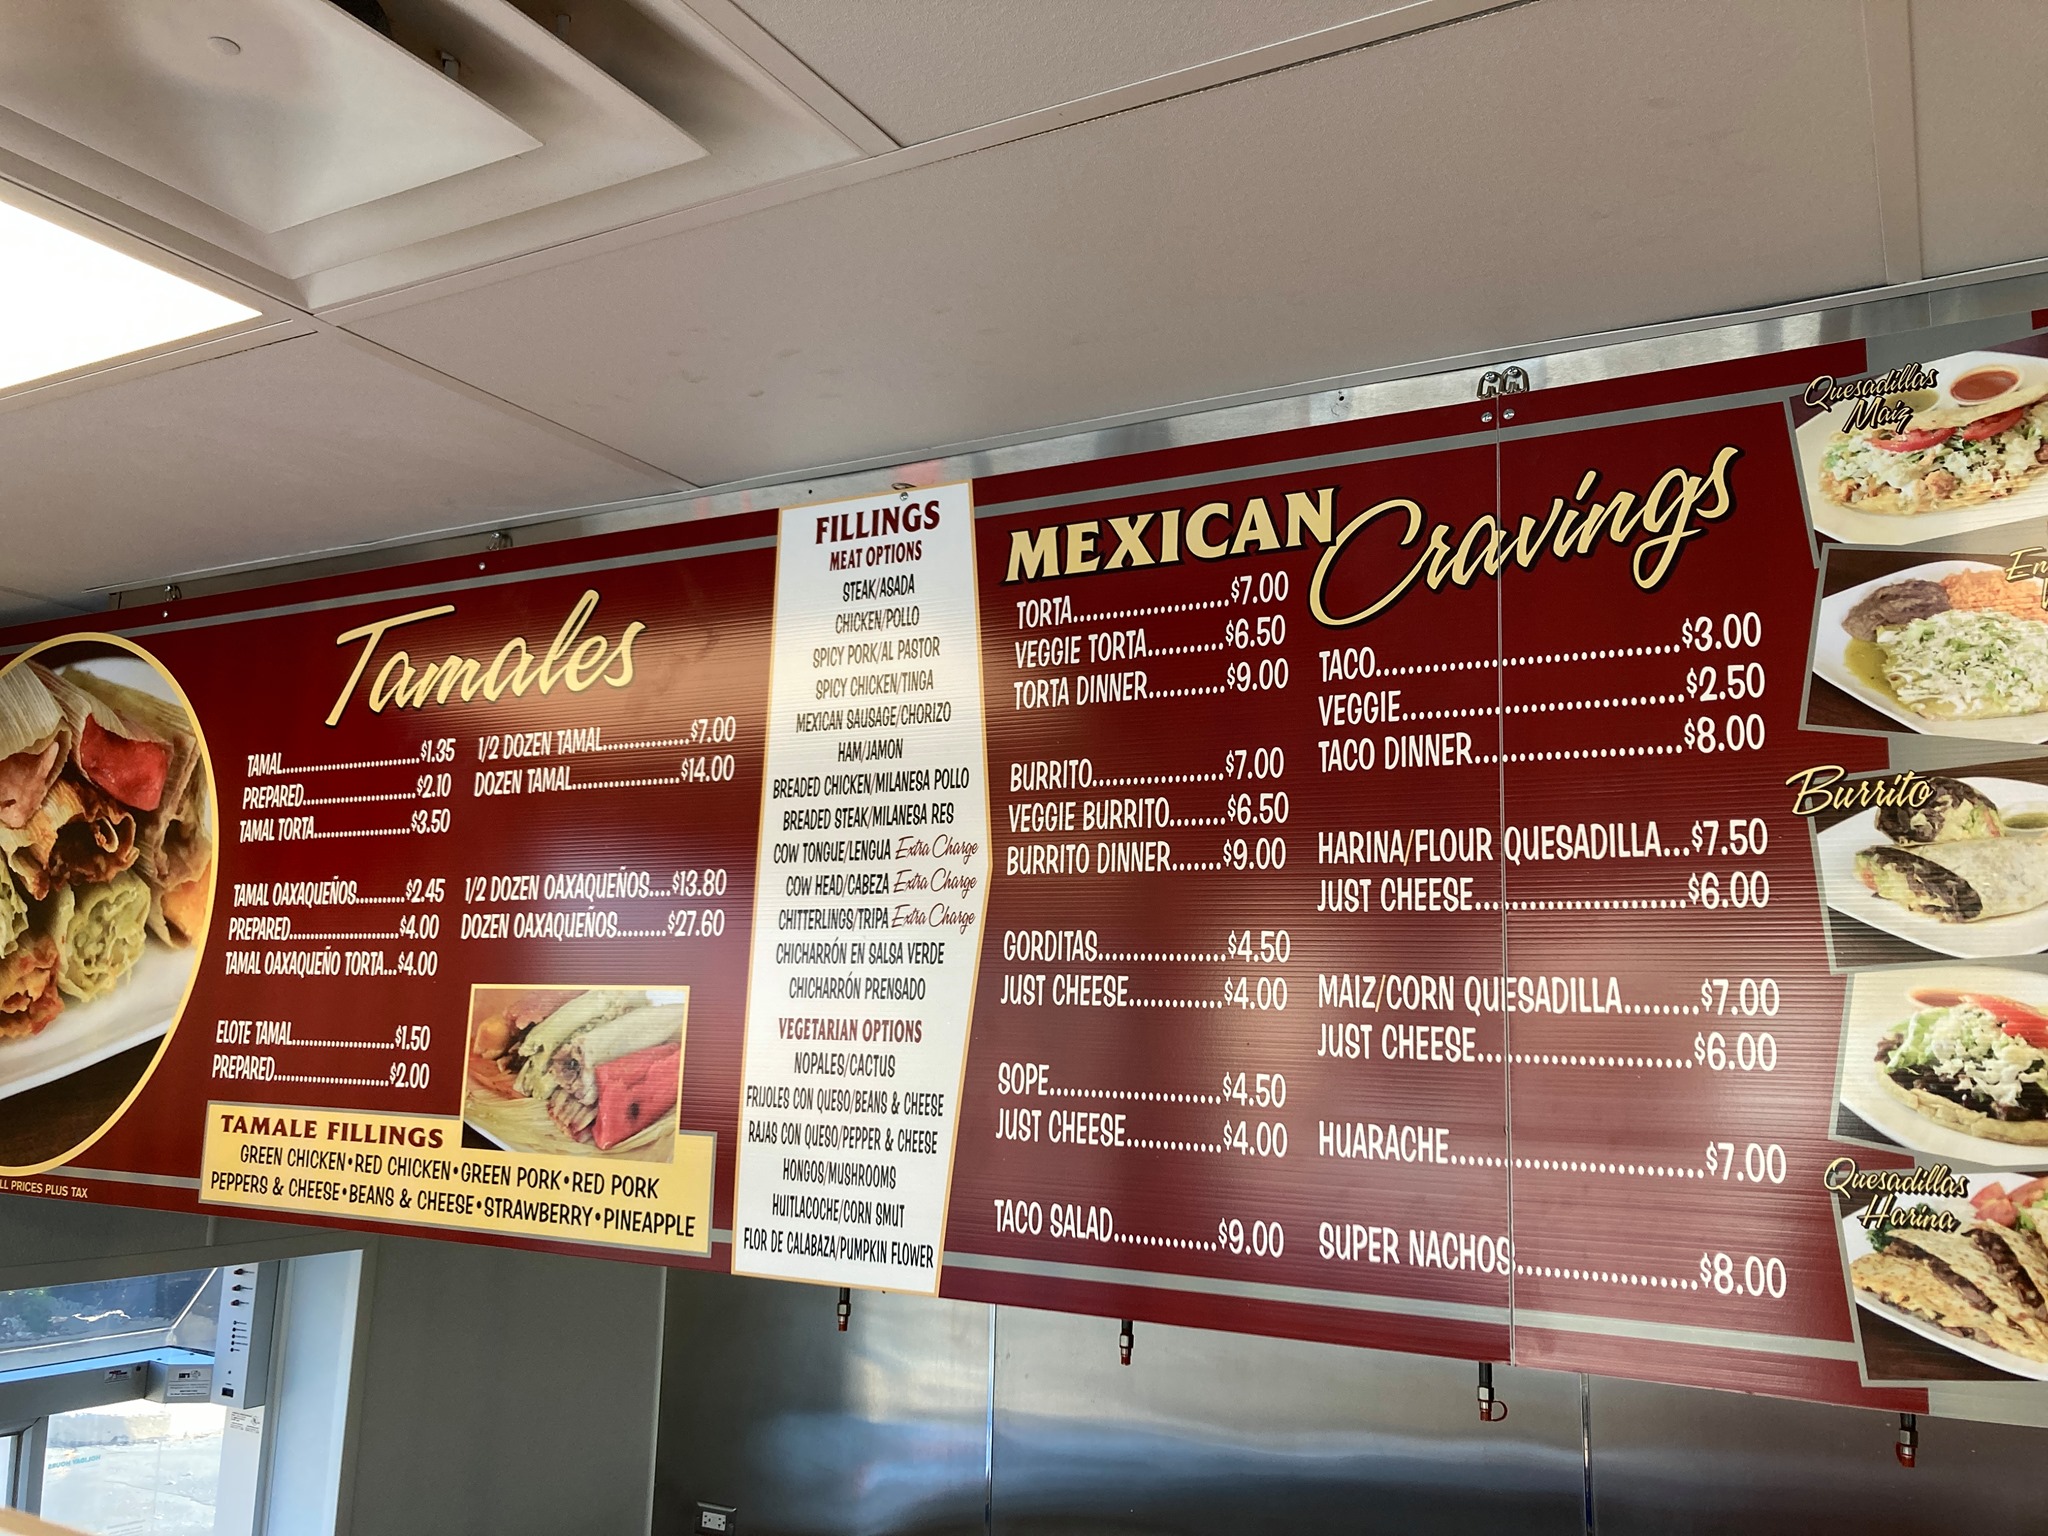 Tamales
TAMAL $1.35
PREPARED $2.10
TAMAL TORTA $3.50
1/2 DOZEN TAMAL $7.00
DOZEN TAMAL $14.00
TAMAL OAXAQUEÑOS $2.45
PREPARED $4.00
TAMAL OAXAQUEÑO TORTA $4.00
1/2 DOZEN OAXAQUEÑOS $13.80
DOZEN OAXAQUEÑOS $27.60
ELOTE TAMAL $1.50
PREPARED $2.00
TAMALE FILLINGS
GREEN CHICKEN•RED CHICKEN•GREEN PORK•RED PORK
PEPPERS & CHEESE•BEANS & CHEESE•STRAWBERRY•PINEAPPLE
PRICES PLUS TAX
FILLINGS
MEAT OPTIONS
STEAK/ASADA
CHICKEN/POLLO
SPICY PORK/AL PASTOR
SPICY CHICKEN/TINGA
MEXICAN SAUSAGE/CHORIZO
HAM/JAMON
BREADED CHICKEN/MILANESA POLLO
BREADED STEAK/MILANESA RES
COW TONGUE/LENGUA Extra Charge
COW HEAD/CABEZA Extra Charge
CHITTERLINGS/TRIPA Extra Charge
CHICHARRÓN EN SALSA VERDE
CHICHARRÓN PRENSADO
VEGETARIAN OPTIONS
NOPALES/CACTUS
FRIJOLES CON QUESO/BEANS & CHEESE
RAJAS CON QUESO/PEPPER & CHEESE
HONGOS/MUSHROOMS
HUITLACOCHE/CORN SMUT
FLOR DE CALABAZA/PUMPKIN FLOWER
MEXICAN Cravings
TORTA $7.00
VEGGIE TORTA $6.50
TORTA DINNER $9.00
BURRITO $7.00
VEGGIE BURRITO $6.50
BURRITO DINNER $9.00
GORDITAS $4.50
JUST CHEESE $4.00
SOPE $4.50
JUST CHEESE $4.00
TACO SALAD $9.00
TACO $3.00
VEGGIE $2.50
TACO DINNER $8.00
HARINA/FLOUR QUESADILLA $7.50
JUST CHEESE $6.00
MAIZ/CORN QUESADILLA $7.00
JUST CHEESE $6.00
HUARACHE $7.00
SUPER NACHOS $8.00
Quesadillas
Maiz
Burrito
Quesadillas
Harina